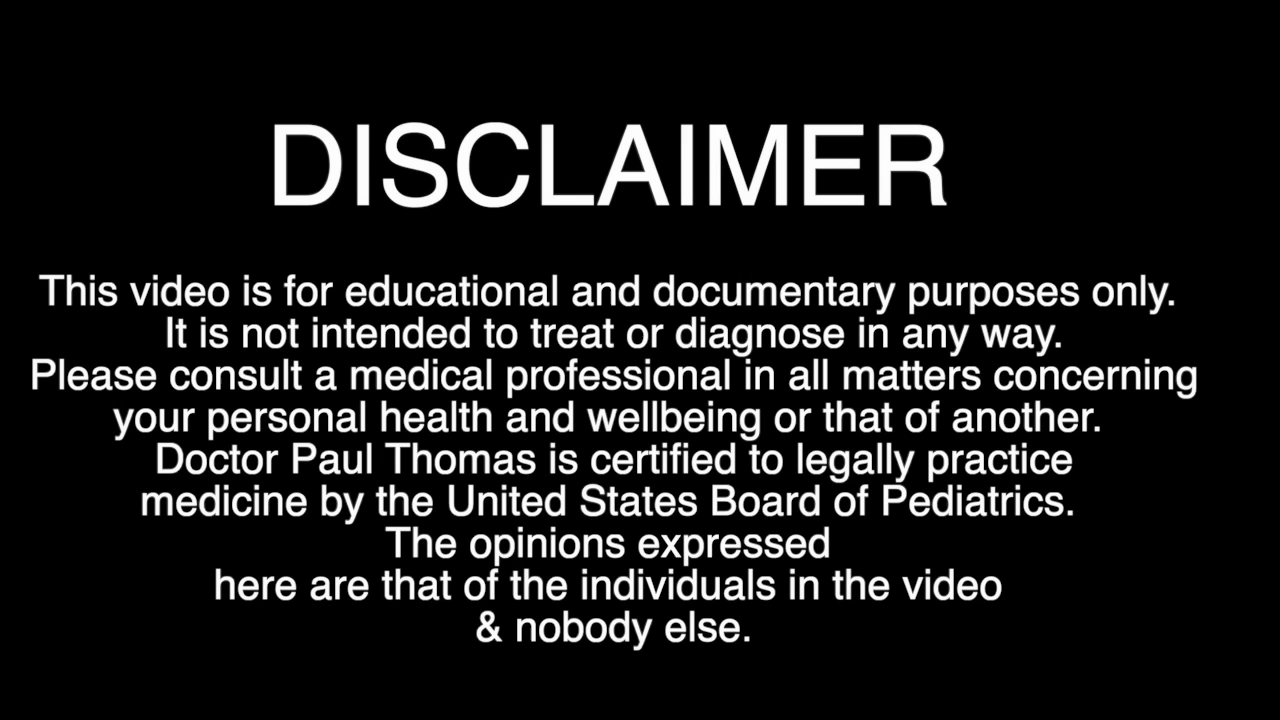 DISCLAIMER
This video is for educational and documentary purposes only.
It is not intended to treat or diagnose in any way.
Please consult a medical professional in all matters concerning
your personal health and wellbeing or that of another.
Doctor Paul Thomas is certified to legally practice
medicine by the United States Board of Pediatrics.
The opinions expressed
here are that of the individuals in the video
& nobody else.